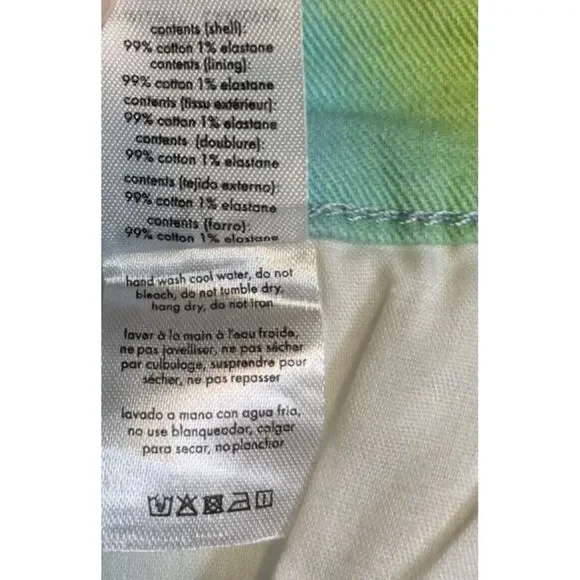 contents (shell):
99% cotton 1% elastane
contents (lining):
99% cotton 1% elastane
contents (tissu extérieur):
99% cotton 1% elastane
contents (doublure):
99% cotton 1% elastane
contents (tejido externo):
99% cotton 1% elastane
contents (forro):
99% cotton 1% elastane
hand wash cool water, do not
bleach, do not tumble dry,
hang dry, do not iron
laver à la main à l'eau froide,
ne pas javelliser, ne pas sécher
par culbutage, suspendre pour
sécher, ne pas repasser
lavado a mano con agua fria,
no use blanqueador, colgar
para secar, no planchar